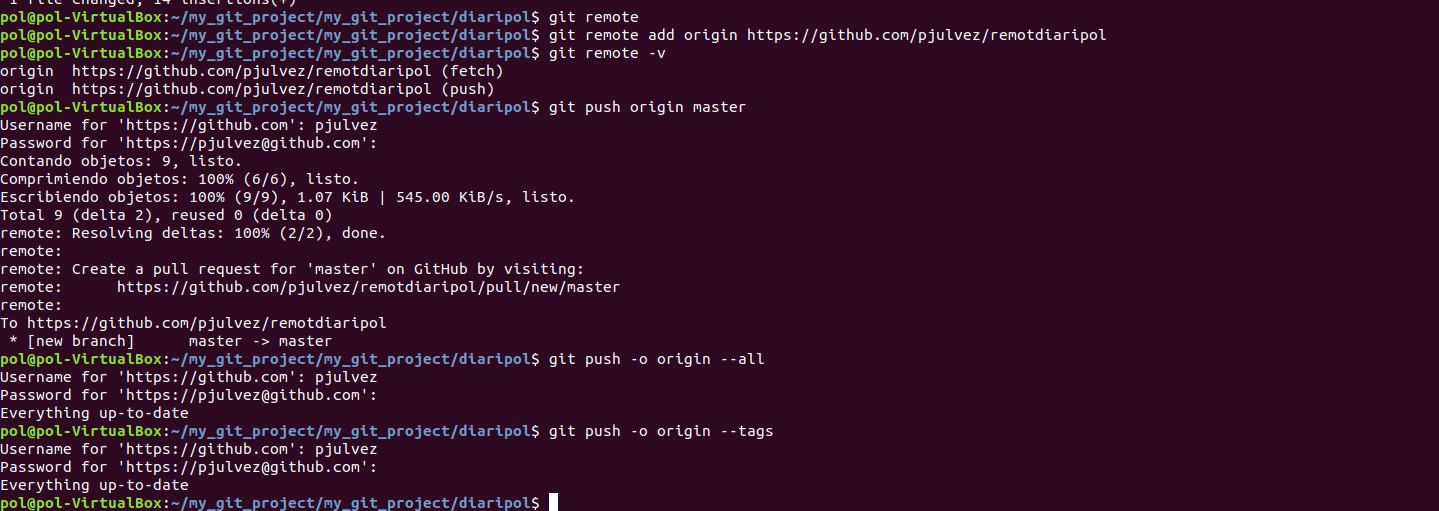 1 file changed, 14 insertions(+)
pol@pol-VirtualBox:~/my_git_project/my_git_project/diaripol$ git remote
pol@pol-VirtualBox:~/my_git_project/my_git_project/diaripol$ git remote add origin https://github.com/pjulvez/remotdiaripol
pol@pol-VirtualBox:~/my_git_project/my_git_project/diaripol$ git remote -v
origin  https://github.com/pjulvez/remotdiaripol (fetch)
origin  https://github.com/pjulvez/remotdiaripol (push)
pol@pol-VirtualBox:~/my_git_project/my_git_project/diaripol$ git push origin master
Username for 'https://github.com': pjulvez
Password for 'https://pjulvez@github.com':
Contando objetos: 9, listo.
Comprimiendo objetos: 100% (6/6), listo.
Escribiendo objetos: 100% (9/9), 1.07 KiB | 545.00 KiB/s, listo.
Total 9 (delta 2), reused 0 (delta 0)
remote: Resolving deltas: 100% (2/2), done.
remote:
remote: Create a pull request for 'master' on GitHub by visiting:
remote:      https://github.com/pjulvez/remotdiaripol/pull/new/master
remote:
To https://github.com/pjulvez/remotdiaripol
 * [new branch]      master -> master
pol@pol-VirtualBox:~/my_git_project/my_git_project/diaripol$ git push -o origin --all
Username for 'https://github.com': pjulvez
Password for 'https://pjulvez@github.com':
Everything up-to-date
pol@pol-VirtualBox:~/my_git_project/my_git_project/diaripol$ git push -o origin --tags
Username for 'https://github.com': pjulvez
Password for 'https://pjulvez@github.com':
Everything up-to-date
pol@pol-VirtualBox:~/my_git_project/my_git_project/diaripol$